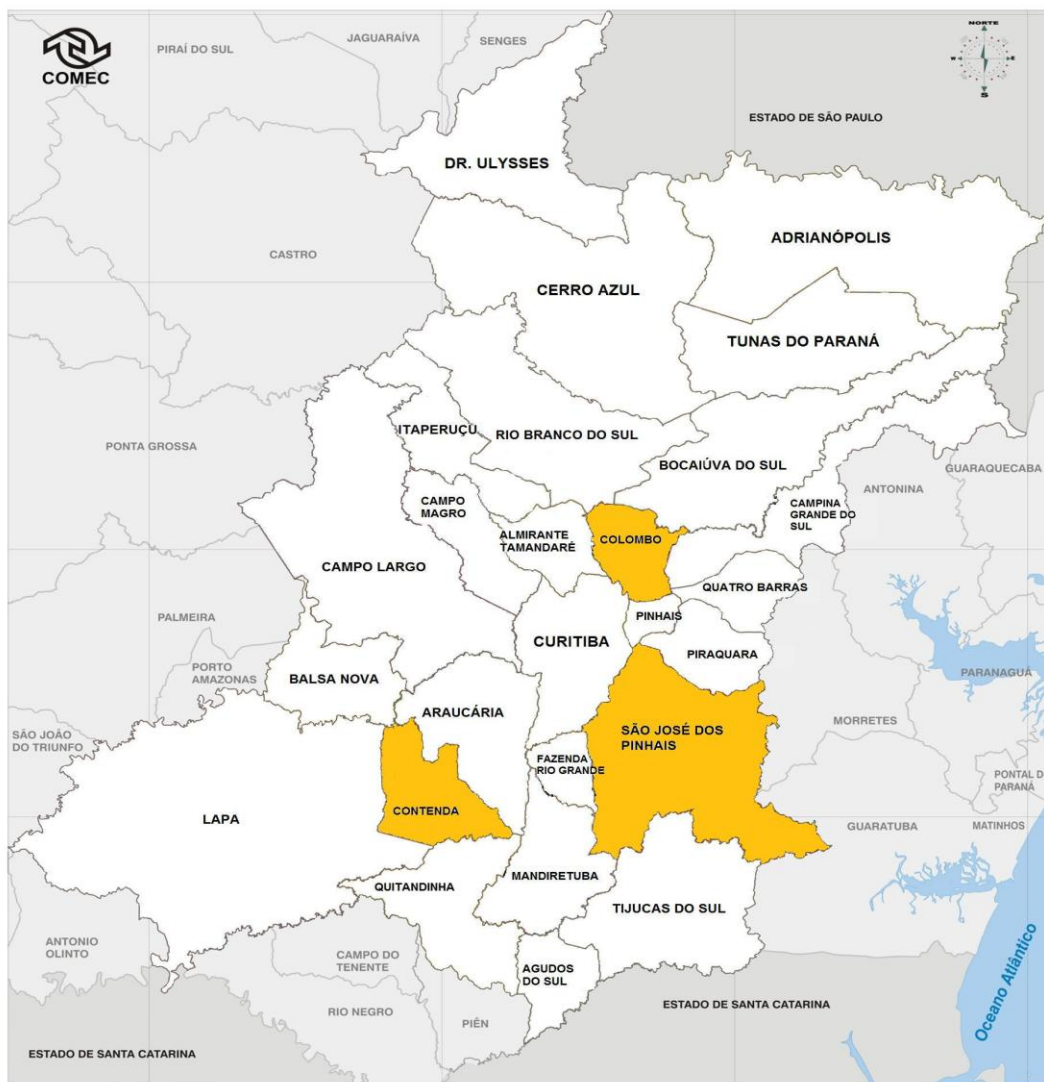 NORTE
JAGUARAÍVA
SENGES
PIRAÍ DO SUL
COMEC
W
E
S
ESTADO DE SÃO PAULO
DR. ULYSSES
ADRIANÓPOLIS
CASTRO
CERRO AZUL
TUNAS DO PARANÁ
ITAPERUÇU
RIO BRANCO DO SUL
PONTA GROSSA
BOCAIÚVA DO SUL
GUARAQUECABA
ANTONINA
CAMPO
MAGRO
CAMPINA
GRANDE DO
SUL
ALMIRANTE
TAMANDARÉ
COLOMBO
CAMPO LARGO
QUATRO BARRAS
PALMEIRA
PINHAIS
CURITIBA
PIRAQUARA
PORTO
AMAZONAS
PARANAGUÁ
BALSA NOVA
ARAUCÁRIA
MORRETES
SÃO JOÃO
DO TRIUNFO
SÃO JOSÉ DOS
PINHAIS
FAZENDA
RIO GRANDE
PONTAL D
PARANÁ
CONTENDA
LAPA
GUARATUBA
MATINHOS
QUITANDINHA
MANDIRETUBA
TIJUCAS DO SUL
ANTONIO
OLINTO
CAMPO DO
TENENTE
AGUDOS
DO SUL
Oceano Atlântico
RIO NEGRO
PIÊN
ESTADO DE SANTA CATARINA
ESTADO DE SANTA CATARINA